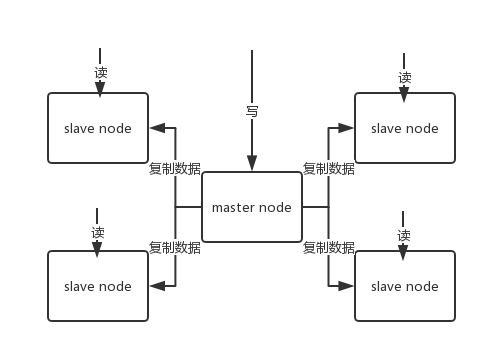 读
写
读
slave node
slave node
复制数据
复制数据
master node
读
读
复制数据
复制数据
slave node
slave node